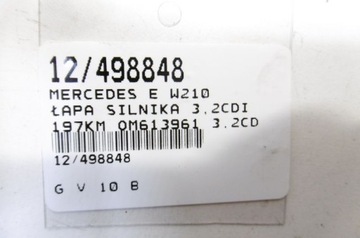 12/498848
MERCEDES E W210
ŁAPA SILNIKA 3.2CDI
197KM OM613961 3.2CD
12/498848
G V 10 B